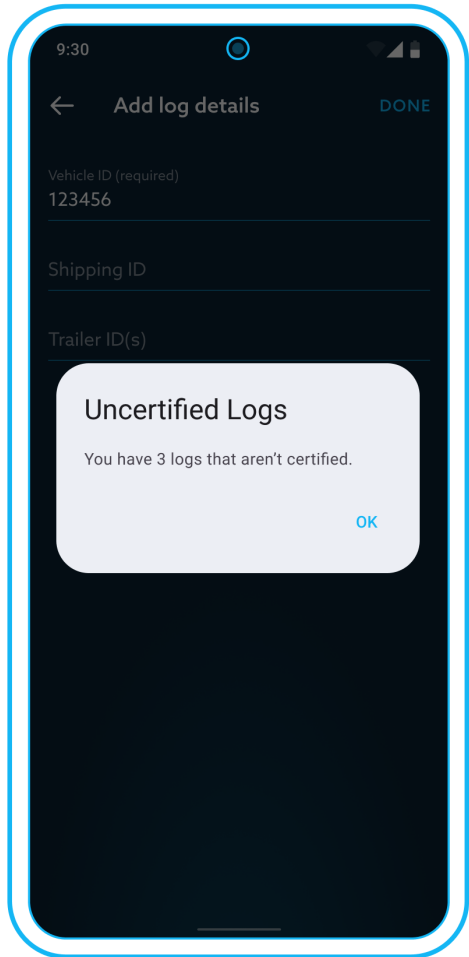 9:30
Add log details DONE
Vehicle ID (required)
123456
Shipping ID
Trailer ID(s)
Uncertified Logs
You have 3 logs that aren’t certified.
OK